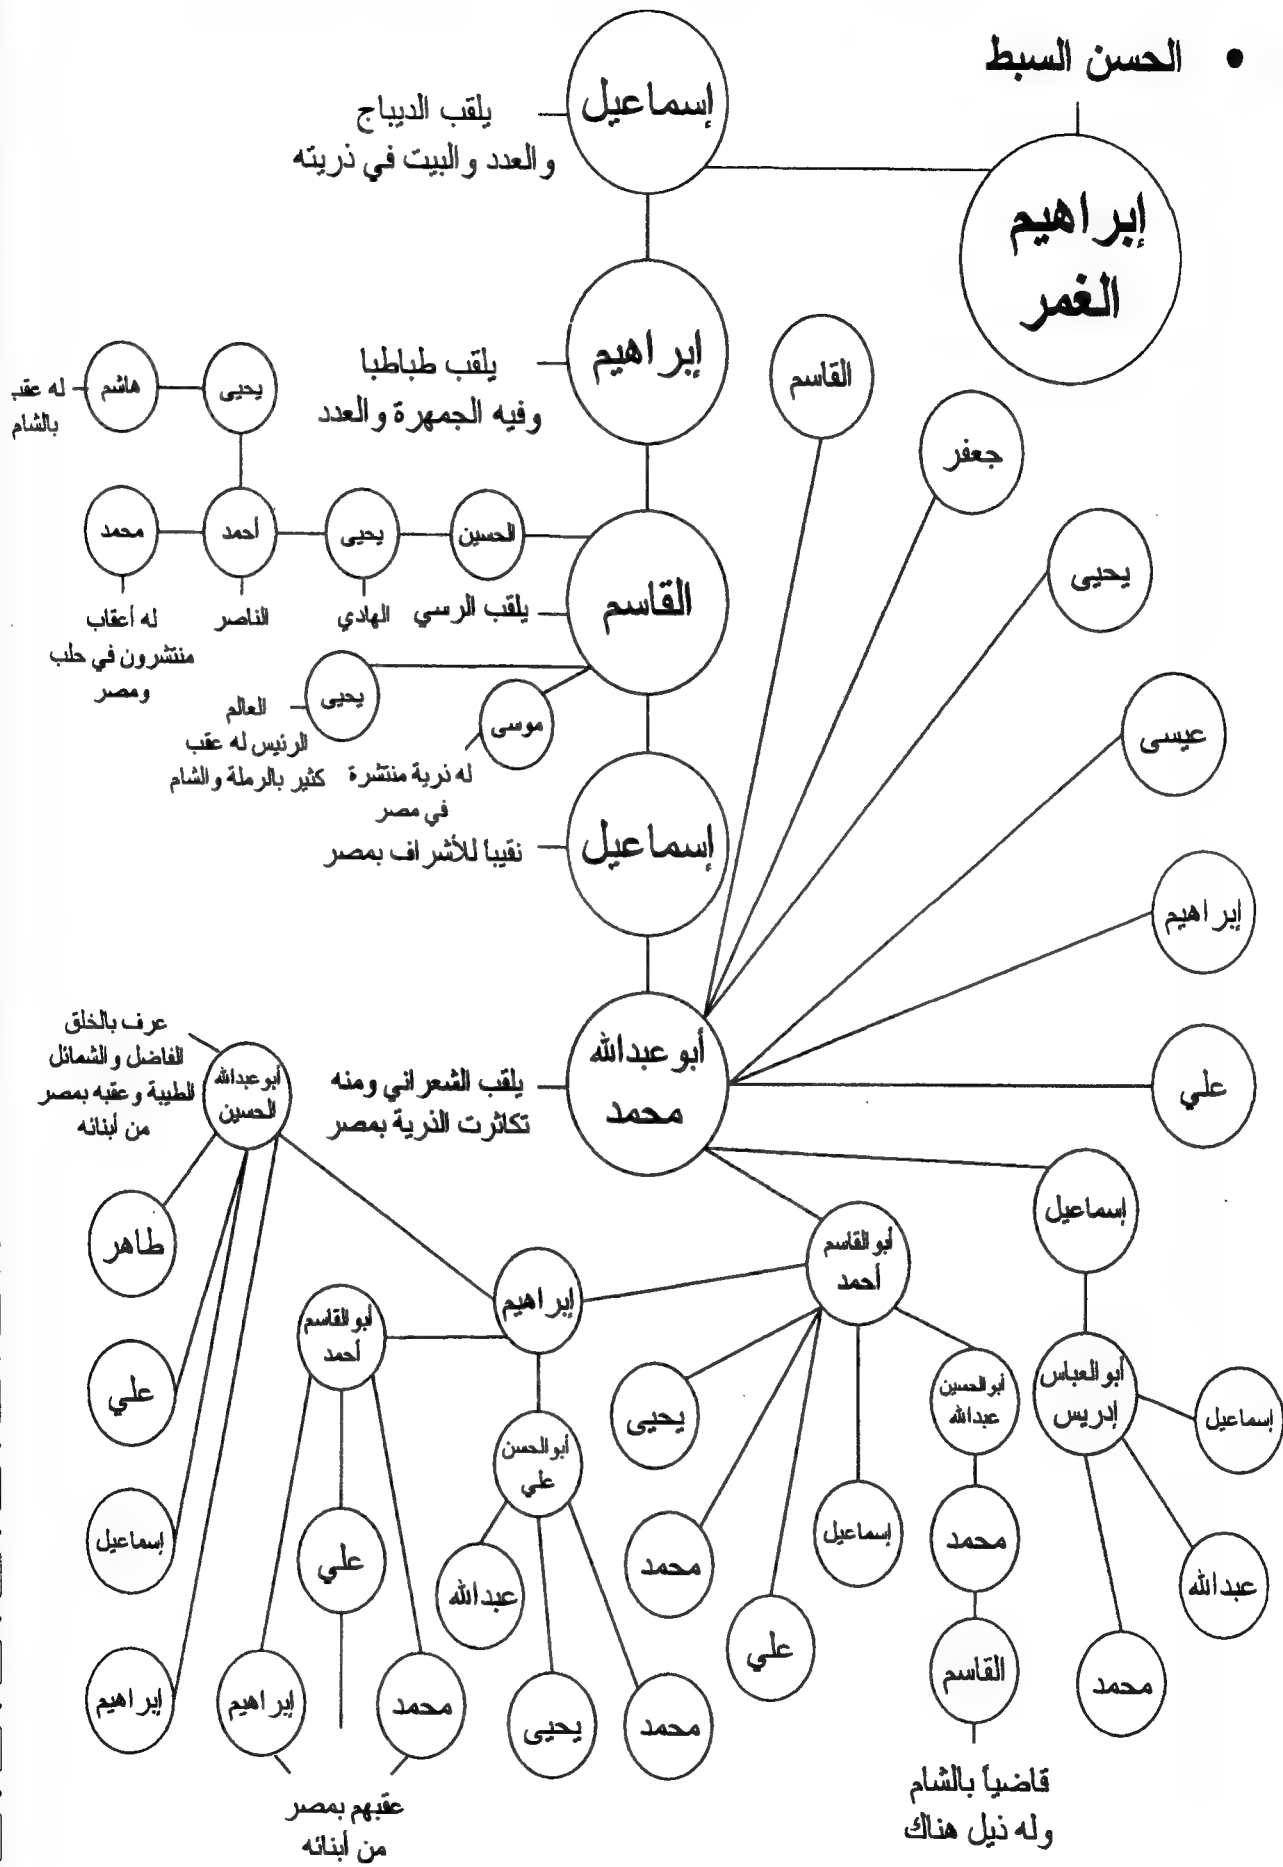 • الحسن السبط
إبراهيم
الغمر
إسماعيل
يلقب الديباج
والعدد والبيت في ذريته
إبراهيم
يلقب طباطبا
وفيه الجمهرة والعدد
القاسم
جعفر
يحيى
عيسى
إبراهيم
علي
يحيى
هاشم
له عقب
بالشام
القاسم
يلقب الرسي
الحسين
يحيى
الهادي
أحمد
الناصر
محمد
له أعقاب
منتشرون في حلب
ومصر
يحيى
العالم
الرئيس له عقب
كثير بالرملة والشام
موسى
له ذرية منتشرة
في مصر
إسماعيل
نقيباً للأشراف بمصر
أبو عبدالله
محمد
يلقب الشعراني ومنه
تكاثرت الذرية بمصر
عرف بالخلق
الفاضل والشمائل
الطيبة وعقبه بمصر
من أبنائه
أبو عبدالله
الحسين
إسماعيل
أبو القاسم
أحمد
إبراهيم
طاهر
أبو القاسم
أحمد
أبو العباس
إدريس
إسماعيل
أبو الحسين
عبدالله
يحيى
علي
أبو الحسن
علي
محمد
إسماعيل
محمد
علي
عبدالله
إسماعيل
عبدالله
محمد
القاسم
علي
محمد
يحيى
محمد
إبراهيم
إبراهيم
قاضياً بالشام
وله ذيل هناك
عقبهم بمصر
من أبنائه